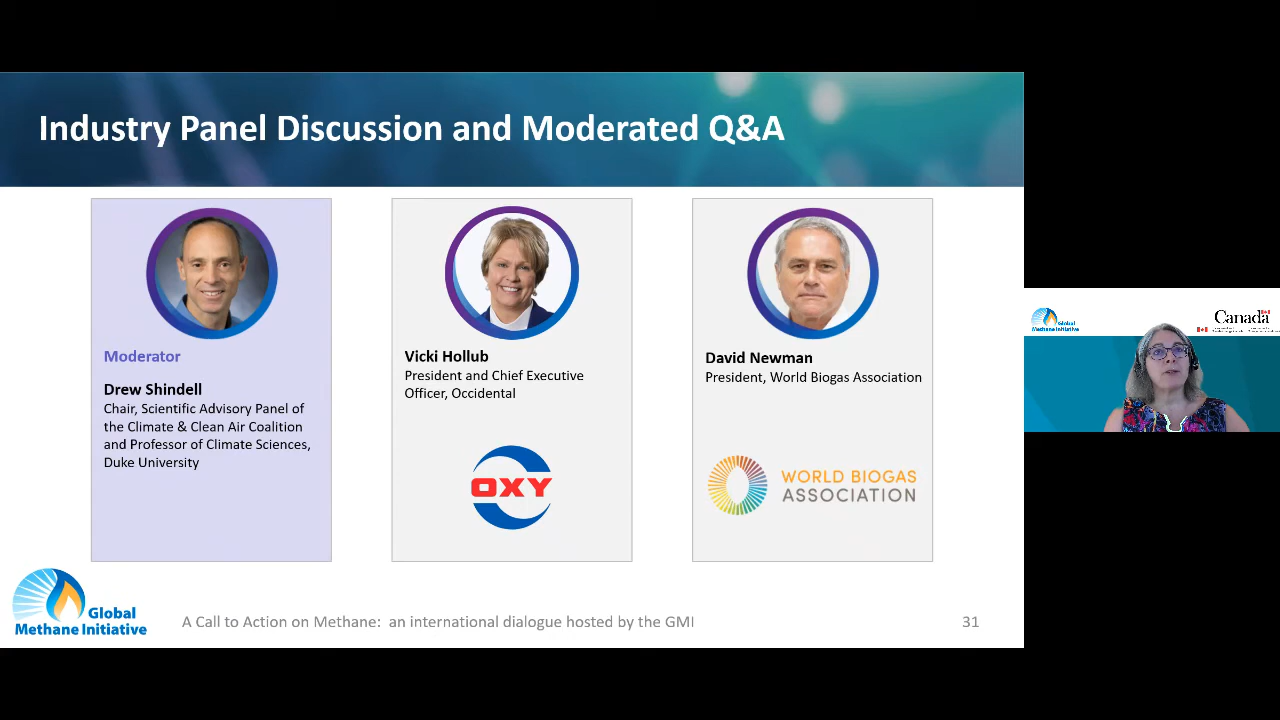 Industry Panel Discussion and Moderated Q&A
Moderator
Drew Shindell
Chair, Scientific Advisory Panel of
the Climate & Clean Air Coalition
and Professor of Climate Sciences,
Duke University
Vicki Hollub
President and Chief Executive
Officer, Occidental
OXY
David Newman
President, World Biogas Association
WORLD BIOGAS
ASSOCIATION
Global
Methane Initiative
A Call to Action on Methane: an international dialogue hosted by the GMI
31
Global
Methane Initiative
Canada